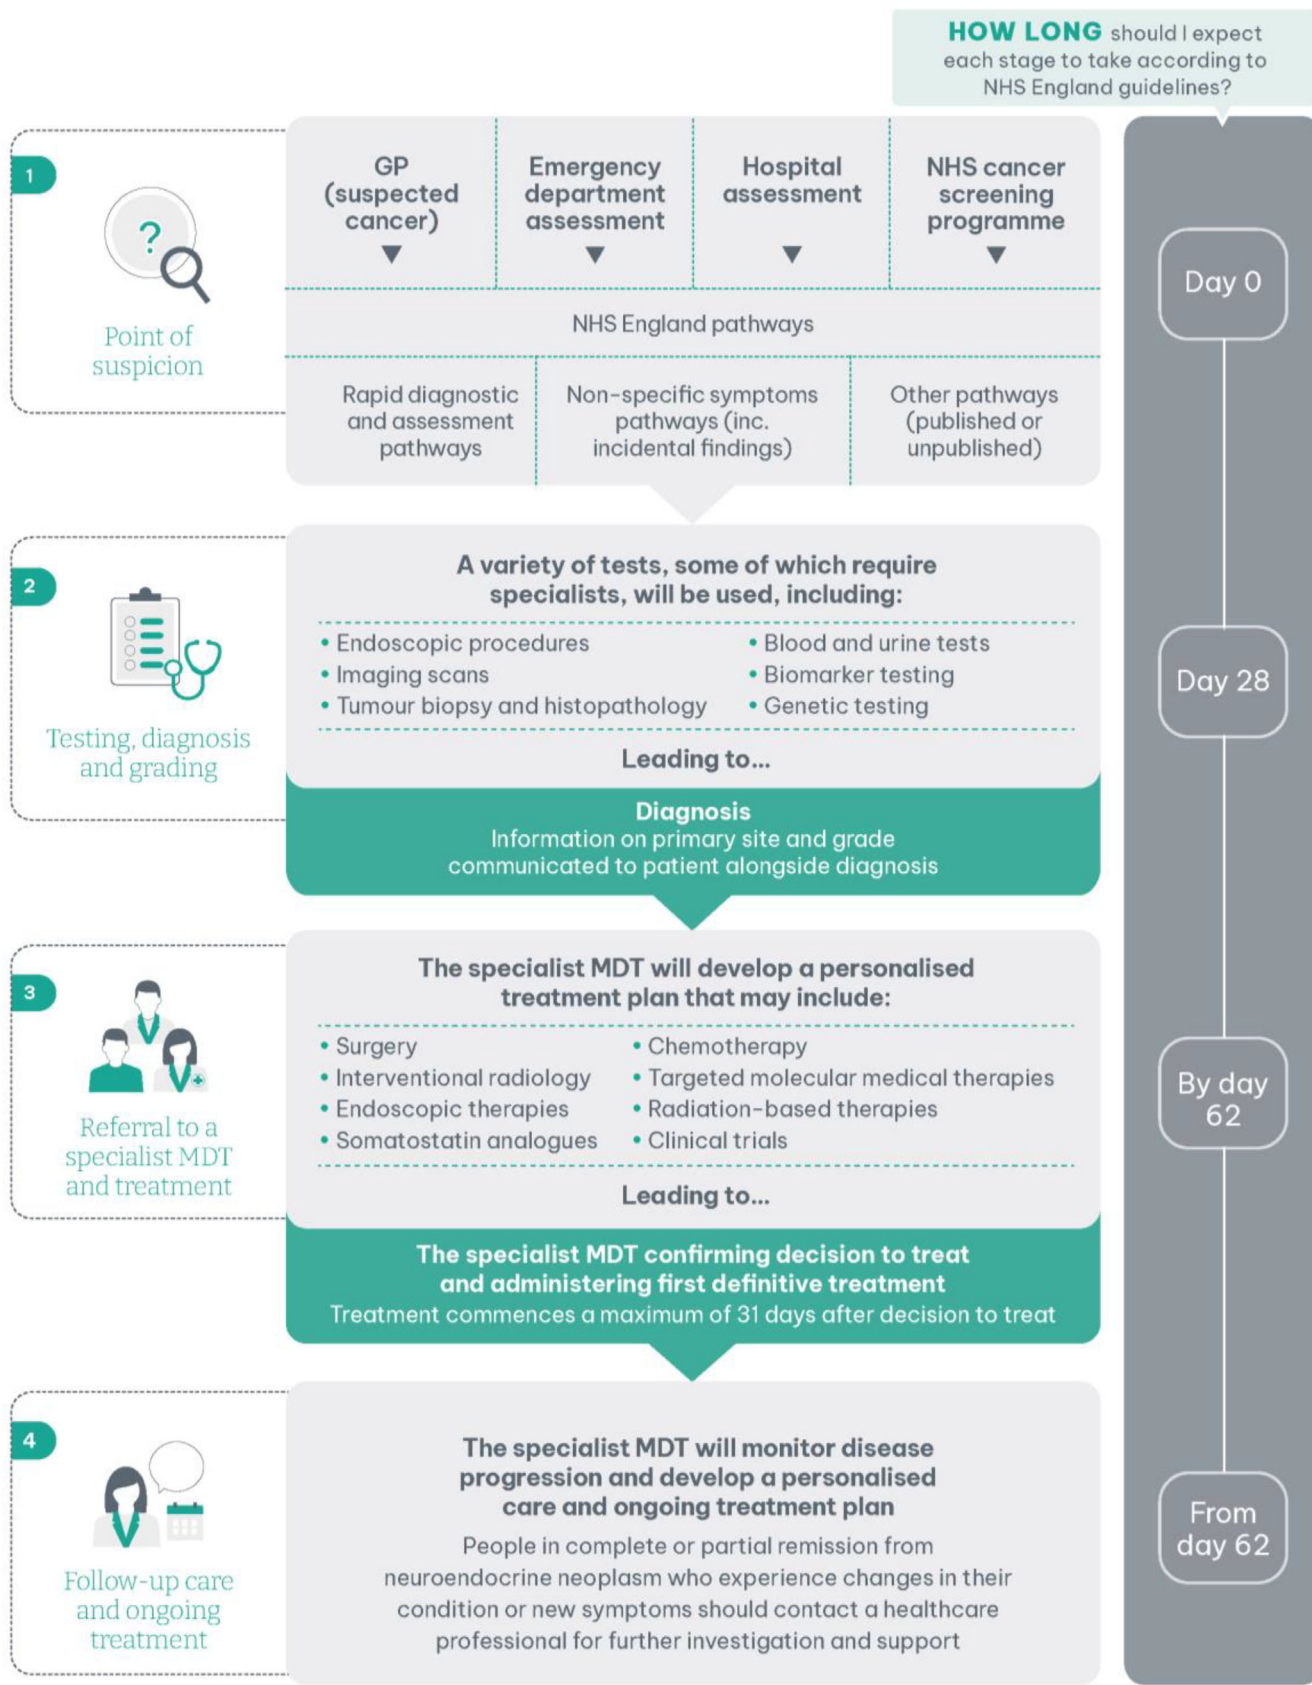 HOW LONG should I expect
each stage to take according to
NHS England guidelines?
1
Point of
suspicion
GP
(suspected
cancer)
Emergency
department
assessment
Hospital
assessment
NHS cancer
screening
programme
NHS England pathways
Rapid diagnostic
and assessment
pathways
Non-specific symptoms
pathways (inc.
incidental findings)
Other pathways
(published or
unpublished)
Day 0
2
Testing, diagnosis
and grading
A variety of tests, some of which require
specialists, will be used, including:
• Endoscopic procedures
• Imaging scans
• Tumour biopsy and histopathology
• Blood and urine tests
• Biomarker testing
• Genetic testing
Leading to...
Diagnosis
Information on primary site and grade
communicated to patient alongside diagnosis
Day 28
3
Referral to a
specialist MDT
and treatment
The specialist MDT will develop a personalised
treatment plan that may include:
• Surgery
• Interventional radiology
• Endoscopic therapies
• Somatostatin analogues
• Chemotherapy
• Targeted molecular medical therapies
• Radiation-based therapies
• Clinical trials
Leading to...
The specialist MDT confirming decision to treat
and administering first definitive treatment
Treatment commences a maximum of 31 days after decision to treat
By day
62
4
Follow-up care
and ongoing
treatment
The specialist MDT will monitor disease
progression and develop a personalised
care and ongoing treatment plan
People in complete or partial remission from
neuroendocrine neoplasm who experience changes in their
condition or new symptoms should contact a healthcare
professional for further investigation and support
From
day 62